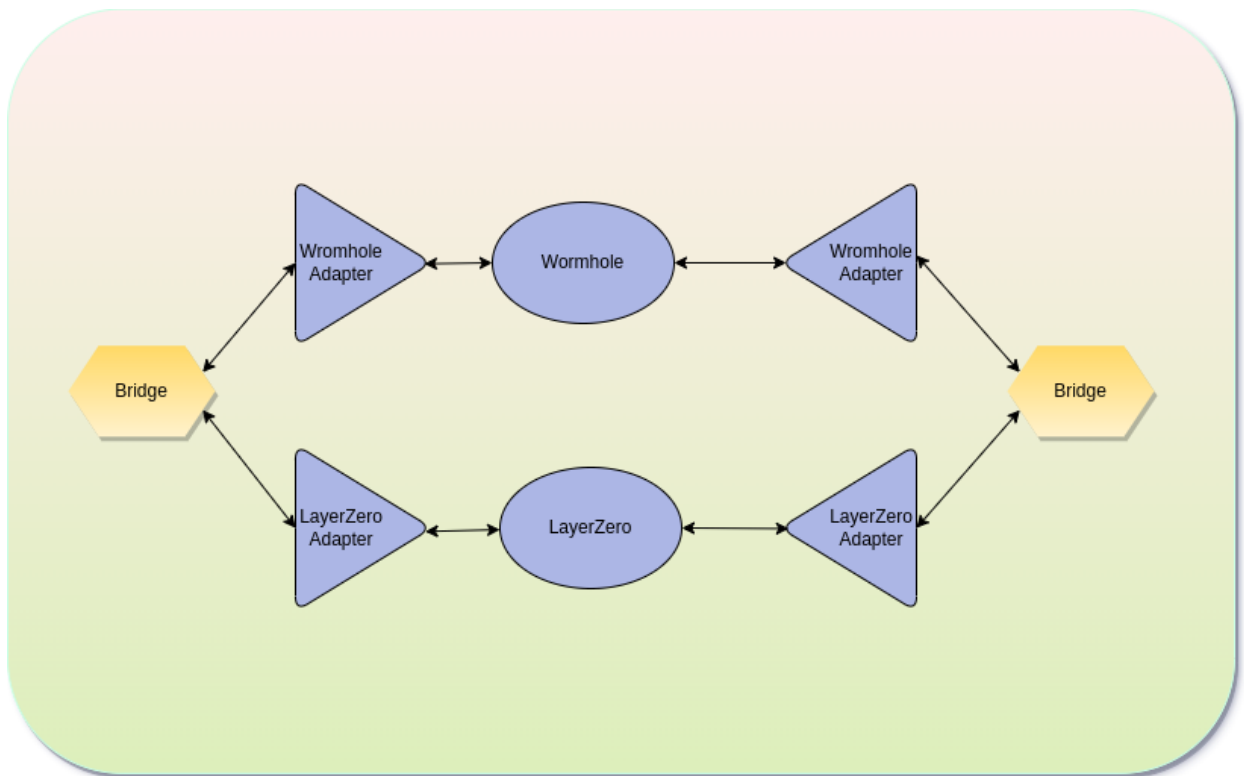 Wromhole
Adapter
Wormhole
Wromhole
Adapter
Bridge
Bridge
LayerZero
Adapter
LayerZero
LayerZero
Adapter